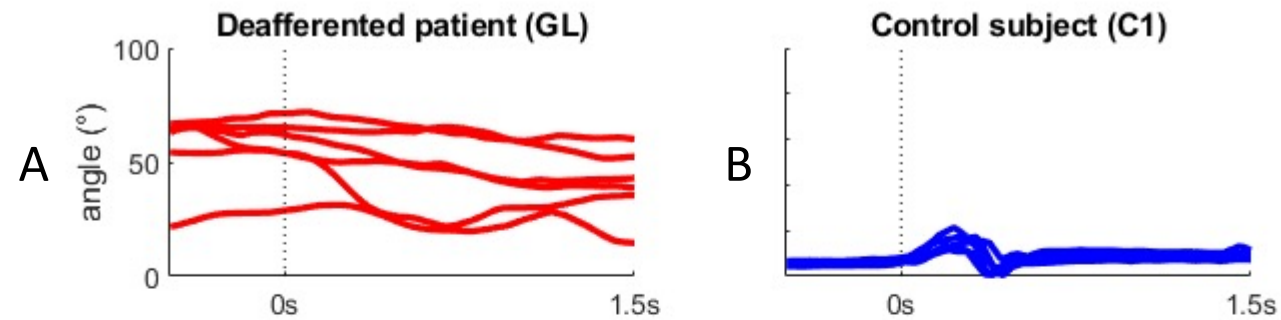 Deafferented patient (GL)
Control subject (C1)
100
50
0
angle (°)
A
B
0s
1.5s
0s
1.5s